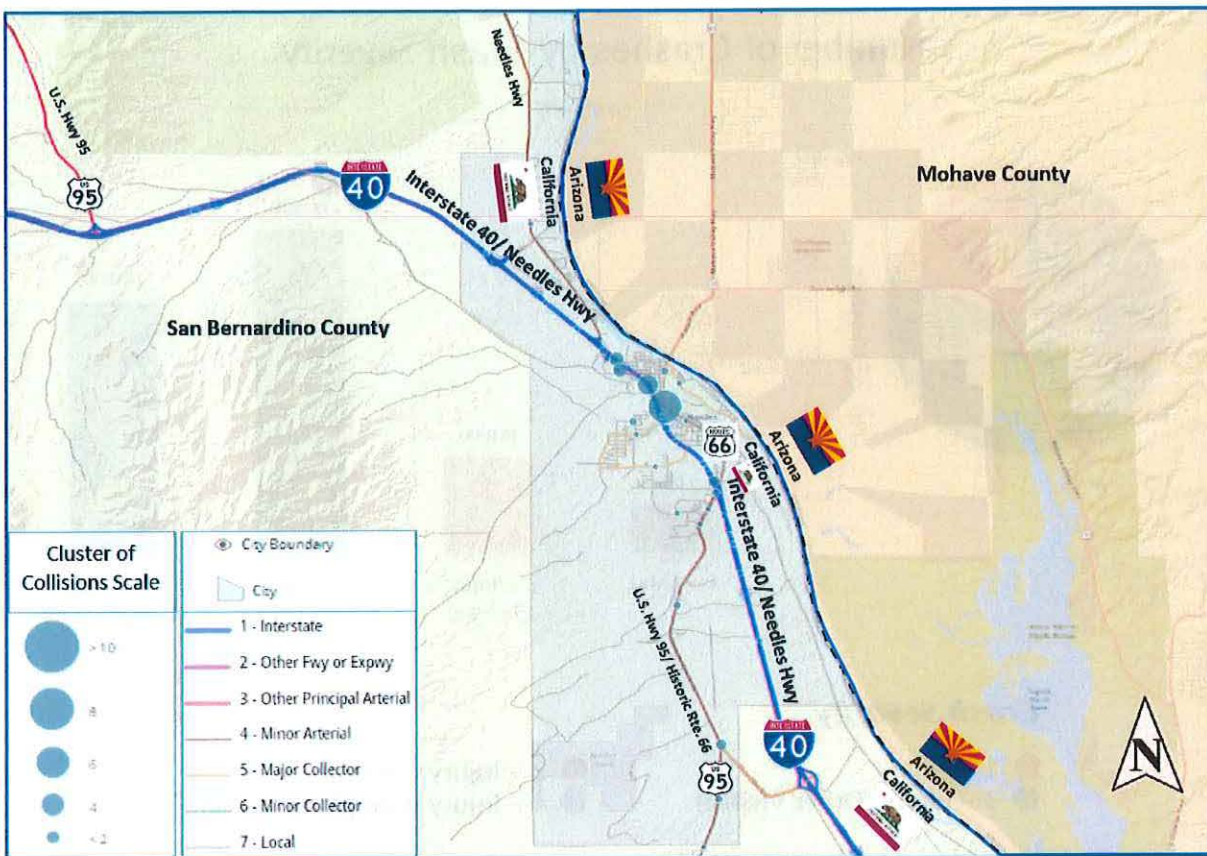 Needles Hwy
U.S. Hwy 95
US
95
INTERSTATE
40
Interstate 40/ Needles Hwy
California
Arizona
Mohave County
San Bernardino County
66
California
Arizona
Interstate 40/ Needles Hwy
U.S. Hwy 95/ Historic Rte. 66
US
95
INTERSTATE
40
California
Arizona
N
Cluster of
Collisions Scale
> 10
8
6
4
< 2
City Boundary
City
1 - Interstate
2 - Other Fwy or Expwy
3 - Other Principal Arterial
4 - Minor Arterial
5 - Major Collector
6 - Minor Collector
7 - Local